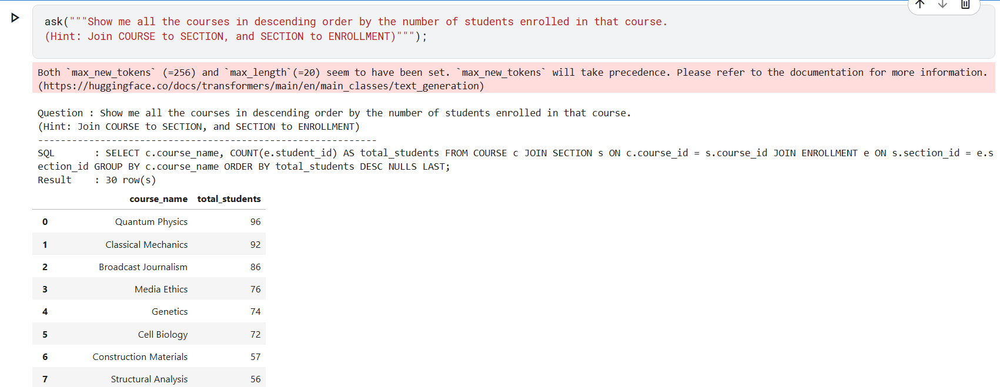 ask("""Show me all the courses in descending order by the number of students enrolled in that course.
(Hint: Join COURSE to SECTION, and SECTION to ENROLLMENT)""");
Both `max_new_tokens` (=256) and `max_length`(=20) seem to have been set. `max_new_tokens` will take precedence. Please refer to the documentation for more information.
(https://huggingface.co/docs/transformers/main/en/main_classes/text_generation)
Question : Show me all the courses in descending order by the number of students enrolled in that course.
(Hint: Join COURSE to SECTION, and SECTION to ENROLLMENT)
------------------------------------------------------------
SQL       : SELECT c.course_name, COUNT(e.student_id) AS total_students FROM COURSE c JOIN SECTION s ON c.course_id = s.course_id JOIN ENROLLMENT e ON s.section_id = e.s
ection_id GROUP BY c.course_name ORDER BY total_students DESC NULLS LAST;
Result    : 30 row(s)
course_name total_students
0 Quantum Physics 96
1 Classical Mechanics 92
2 Broadcast Journalism 86
3 Media Ethics 76
4 Genetics 74
5 Cell Biology 72
6 Construction Materials 57
7 Structural Analysis 56